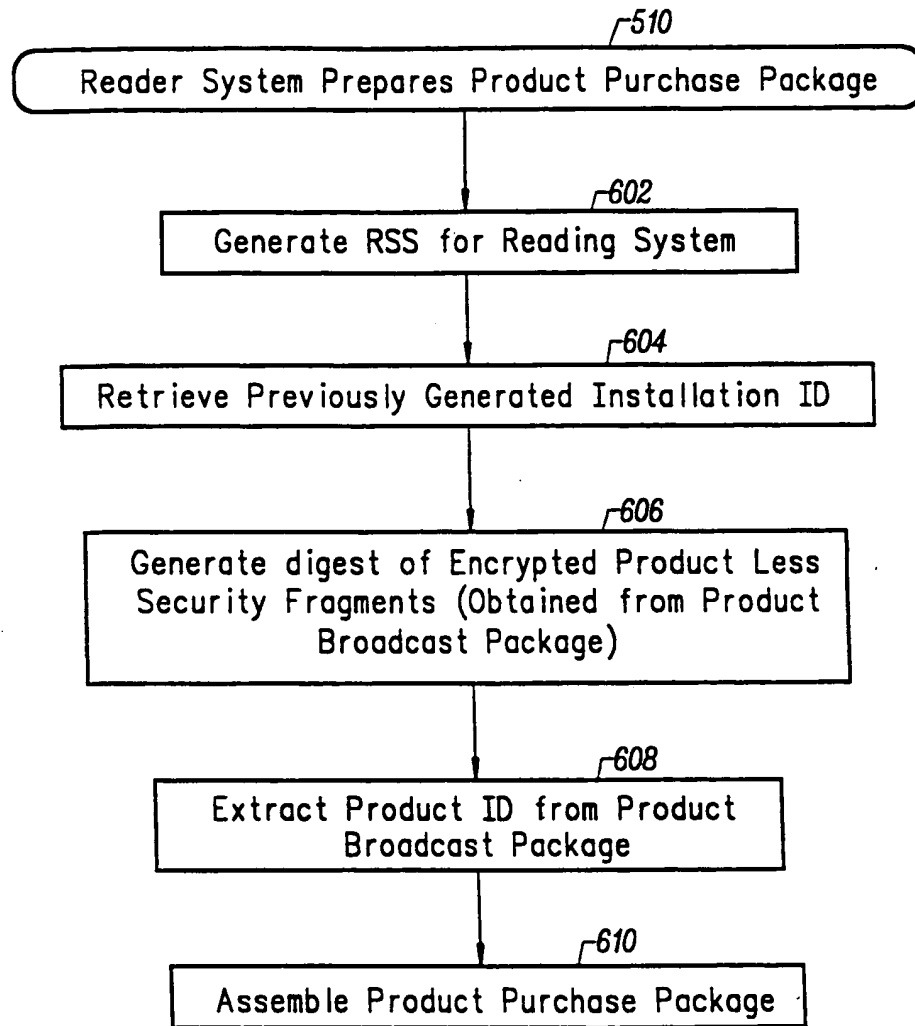 510
Reader System Prepares Product Purchase Package
602
Generate RSS for Reading System
604
Retrieve Previously Generated Installation ID
606
Generate digest of Encrypted Product Less
Security Fragments (Obtained from Product
Broadcast Package)
608
Extract Product ID from Product
Broadcast Package
610
Assemble Product Purchase Package